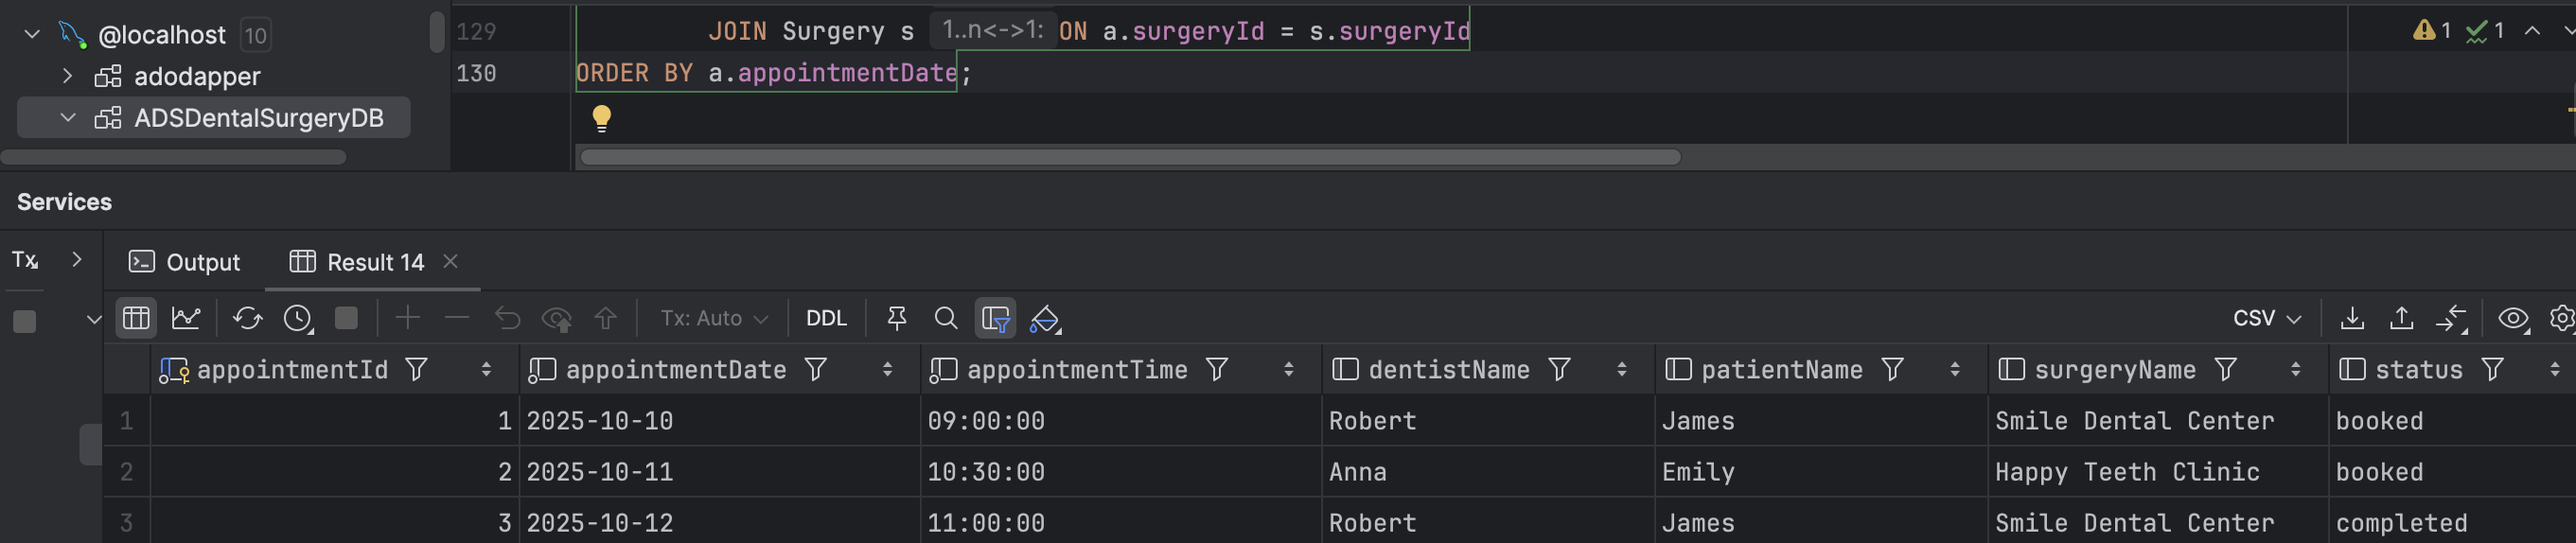 @localhost 10
adodapper
ADSDentalSurgeryDB
129 JOIN Surgery s 1..n<->1: ON a.surgeryId = s.surgeryId
130 ORDER BY a.appointmentDate;
1 1
Services
Tx
Output Result 14
Tx: Auto DDL CSV
appointmentId appointmentDate appointmentTime dentistName patientName surgeryName status
1 1 2025-10-10 09:00:00 Robert James Smile Dental Center booked
2 2 2025-10-11 10:30:00 Anna Emily Happy Teeth Clinic booked
3 3 2025-10-12 11:00:00 Robert James Smile Dental Center completed